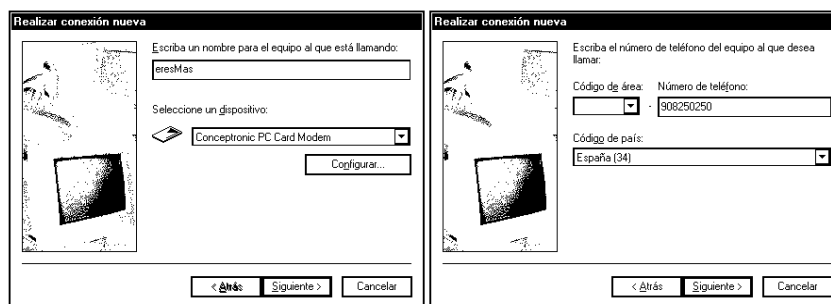 Realizar conexión nueva
Escriba un nombre para el equipo al que está llamando:
eresMas
Seleccione un dispositivo:
Conceptronic PC Card Modem
Configurar...
< Atrás
Siguiente >
Cancelar
Realizar conexión nueva
Escriba el número de teléfono del equipo al que desea
llamar:
Código de área:
Número de teléfono:
-
908250250
Código de país:
España (34)
< Atrás
Siguiente >
Cancelar